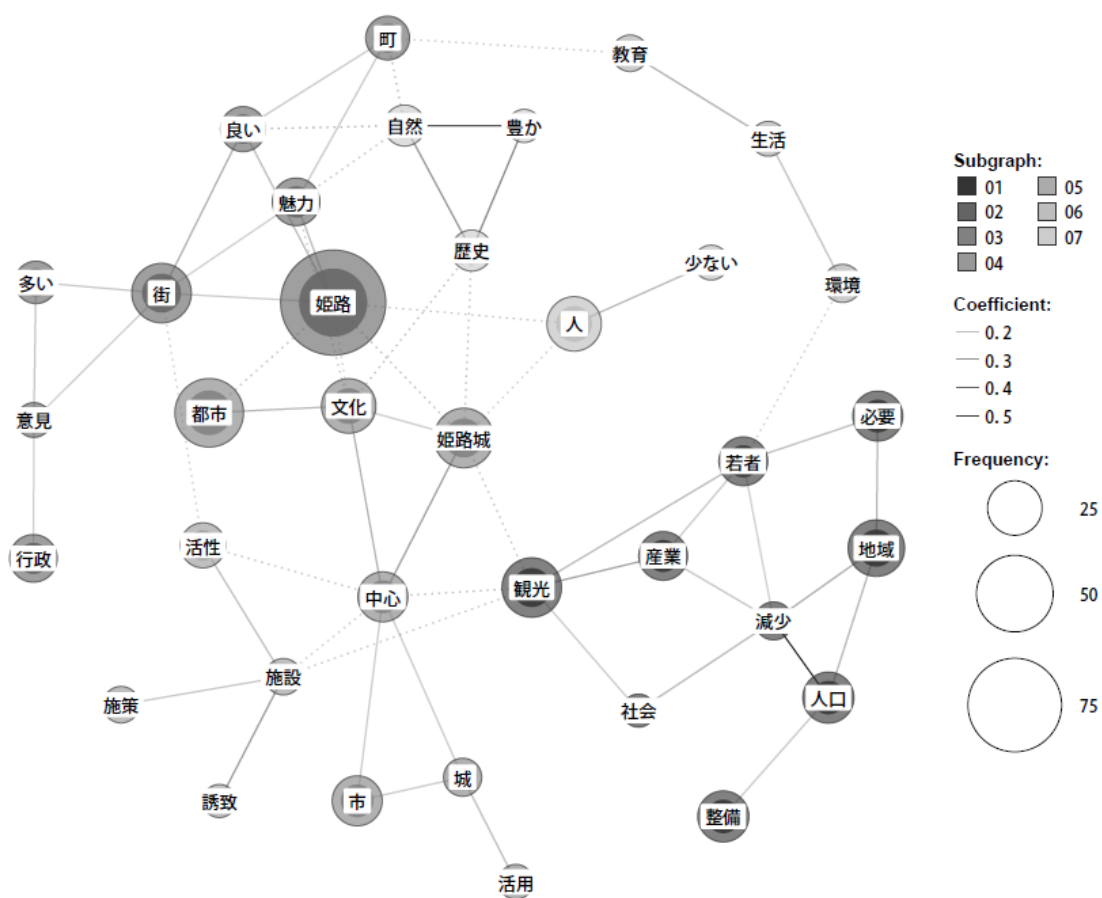 町
教育
良い
自然
豊か
生活
魅力
歴史
少ない
多い
街
姫路
人
環境
都市
文化
姫路城
必要
意見
若者
行政
活性
産業
地域
中心
観光
減少
施設
施策
社会
人口
誘致
市
城
整備
活用
Subgraph:
01 05
02 06
03 07
04
Coefficient:
0.2
0.3
0.4
0.5
Frequency:
25
50
75